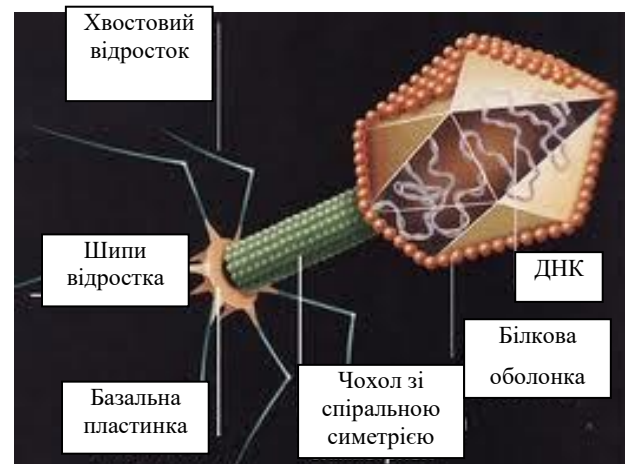 Хвостовий
відросток
Шипи
відростка
ДНК
Білкова
оболонка
Базальна
пластинка
Чохол зі
спіральною
симетрією